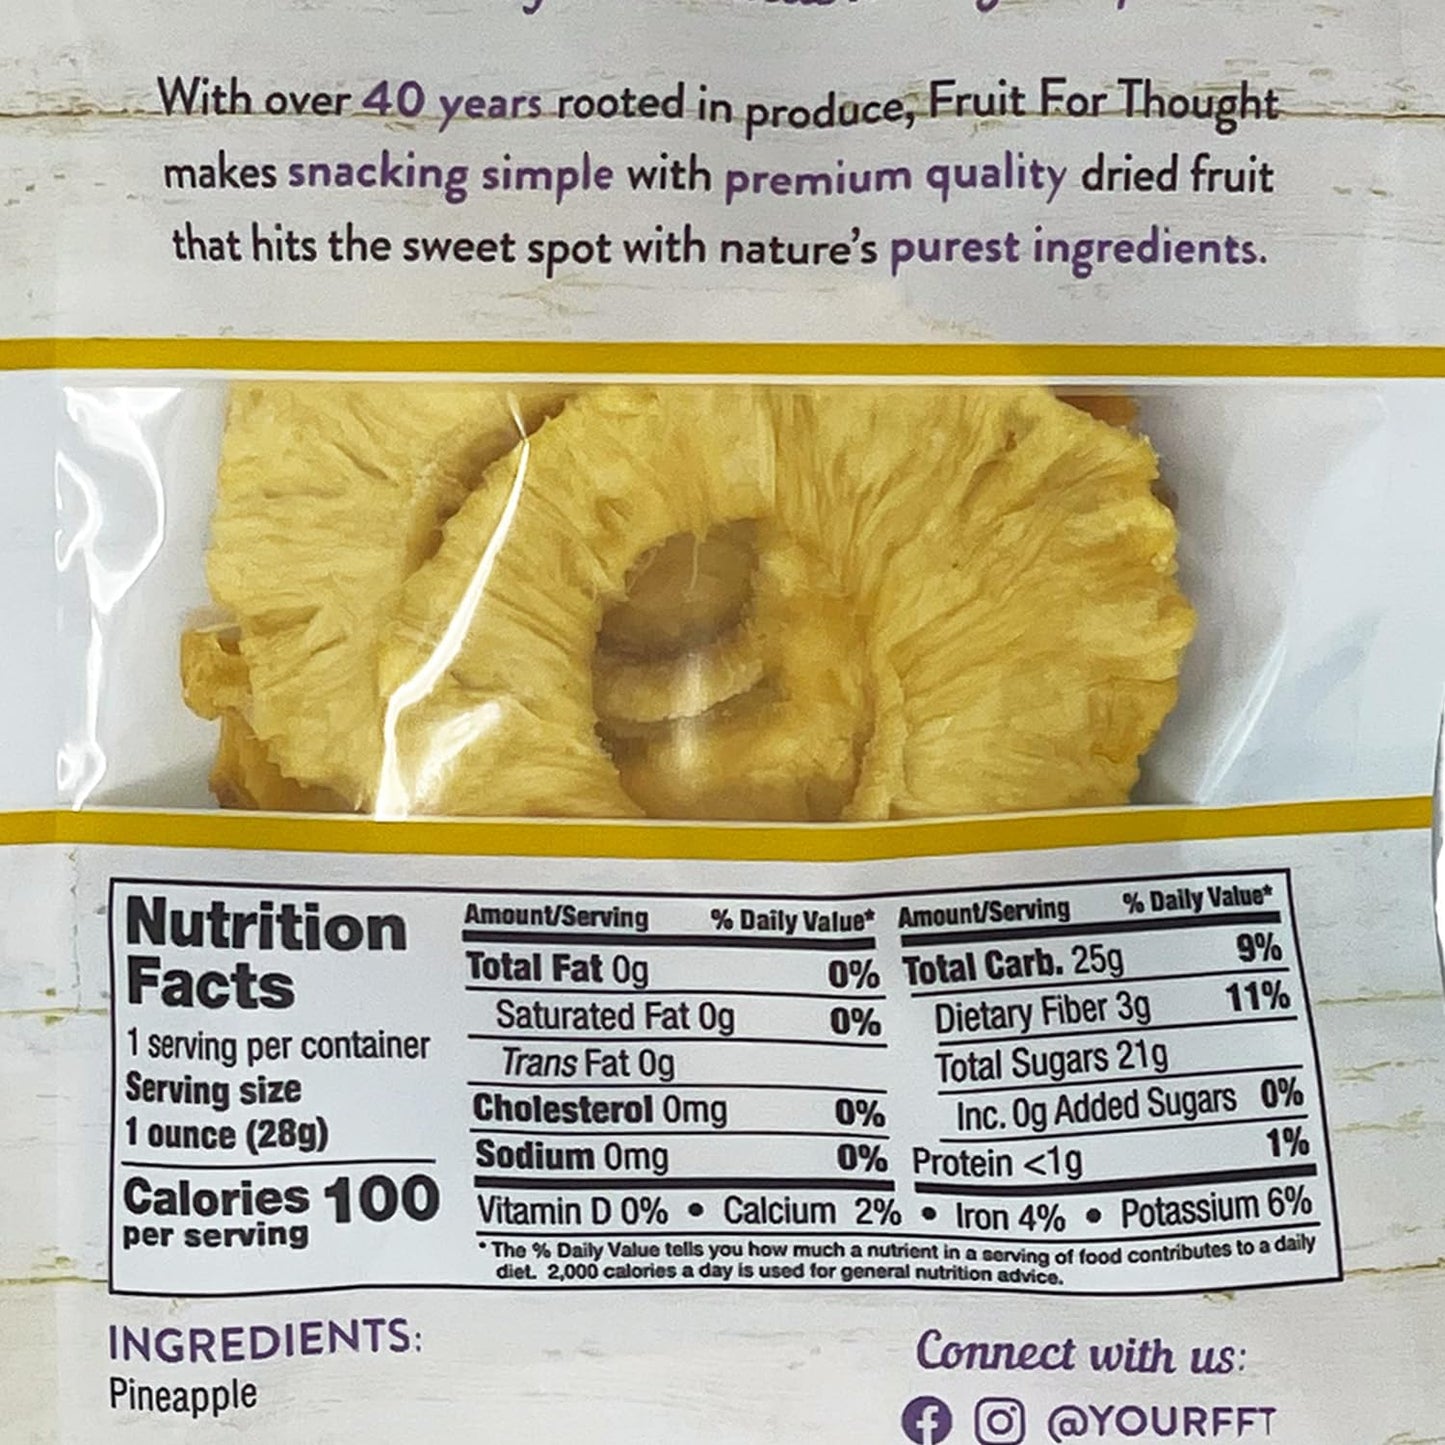 With over 40 years rooted in produce, Fruit For Thought
makes snacking simple with premium quality dried fruit
that hits the sweet spot with nature's purest ingredients.
Nutrition
Facts
1 serving per container
Serving size
1 ounce (28g)
Calories 100
per serving
Amount/Serving % Daily Value*
Total Fat 0g 0%
Saturated Fat 0g 0%
Trans Fat 0g
Cholesterol 0mg 0%
Sodium 0mg 0%
Amount/Serving % Daily Value*
Total Carb. 25g 9%
Dietary Fiber 3g 11%
Total Sugars 21g
Inc. 0g Added Sugars 0%
Protein <1g 1%
Vitamin D 0% • Calcium 2% • Iron 4% • Potassium 6%
* The % Daily Value tells you how much a nutrient in a serving of food contributes to a daily
diet. 2,000 calories a day is used for general nutrition advice.
INGREDIENTS:
Pineapple
Connect with us:
@YOURFFT